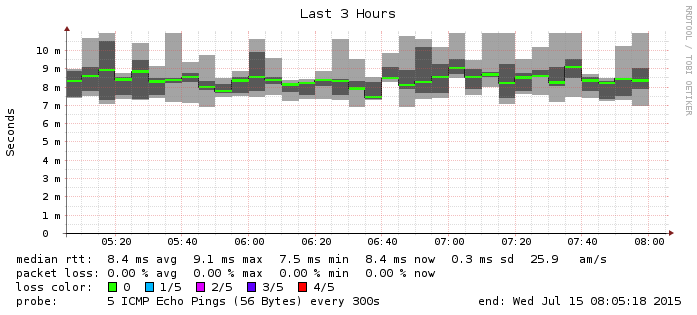 Last 3 Hours
RRDTOOL / TOBI OETIKER
Seconds
10 m
9 m
8 m
7 m
6 m
5 m
4 m
3 m
2 m
1 m
0
05:20 05:40 06:00 06:20 06:40 07:00 07:20 07:40 08:00
median rtt: 8.4 ms avg 9.1 ms max 7.5 ms min 8.4 ms now 0.3 ms sd 25.9 am/s
packet loss: 0.00 % avg 0.00 % max 0.00 % min 0.00 % now
loss color: 0 1/5 2/5 3/5 4/5
probe: 5 ICMP Echo Pings (56 Bytes) every 300s end: Wed Jul 15 08:05:18 2015